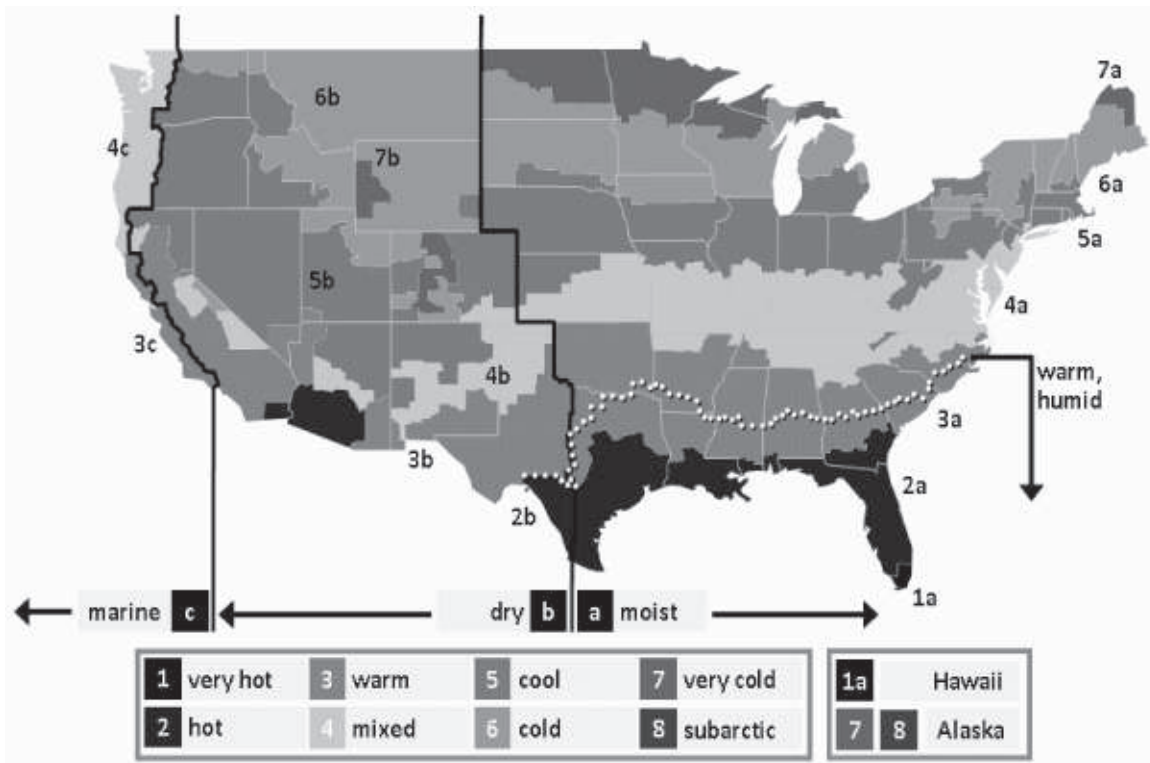 7a
6b
4c
7b
6a
5a
5b
4a
3c
4b
warm,
humid
3a
3b
2a
2b
1a
marine c
dry b a moist
1 very hot 3 warm 5 cool 7 very cold
2 hot 4 mixed 6 cold 8 subarctic
1a Hawaii
7 8 Alaska